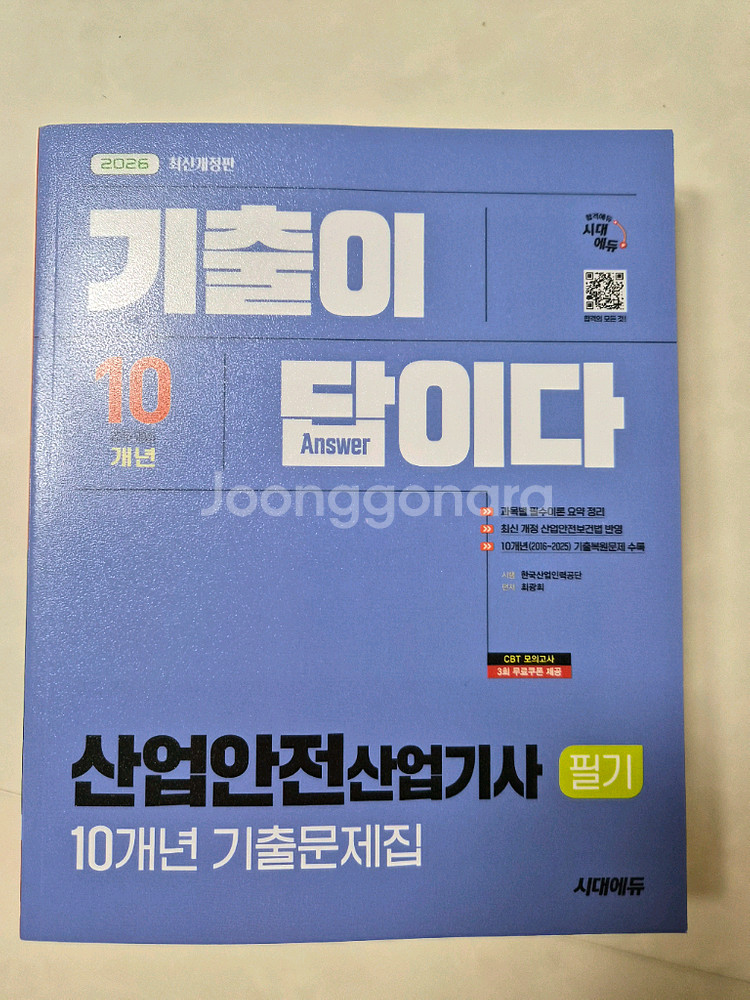 2026 최신개정판
기출이
합격에듀
시대
에듀
합격의 모든 것!
10
개년
답이다
Answer
Joonggonara
과목별 필수이론 요약 정리
최신 개정 산업안전보건법 반영
10개년(2016~2025) 기출복원문제 수록
시행 한국산업인력공단
편저 최광희
CBT 모의고사
3회 무료쿠폰 제공
산업안전산업기사 필기
10개년 기출문제집
시대에듀